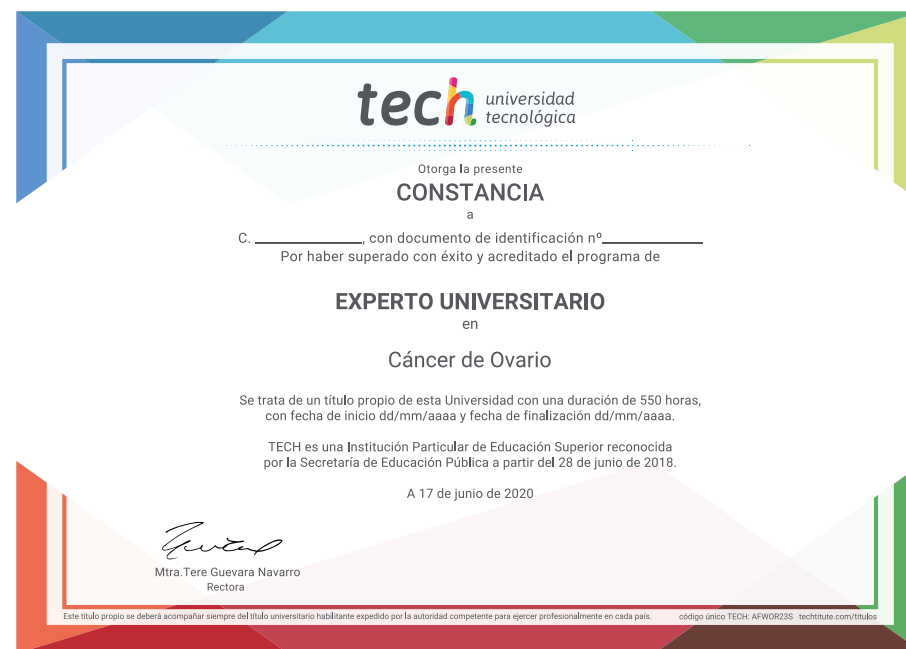 tech universidad
tecnológica
Otorga la presente
CONSTANCIA
a
C. ____________, con documento de identificación nº____________
Por haber superado con éxito y acreditado el programa de
EXPERTO UNIVERSITARIO
en
Cáncer de Ovario
Se trata de un título propio de esta Universidad con una duración de 550 horas,
con fecha de inicio dd/mm/aaaa y fecha de finalización dd/mm/aaaa.
TECH es una Institución Particular de Educación Superior reconocida
por la Secretaría de Educación Pública a partir del 28 de junio de 2018.
A 17 de junio de 2020
Mtra.Tere Guevara Navarro
Rectora
Este título propio se deberá acompañar siempre del título universitario habilitante expedido por la autoridad competente para ejercer profesionalmente en cada país. código único TECH: AFWOR23S techtitute.com/titulos